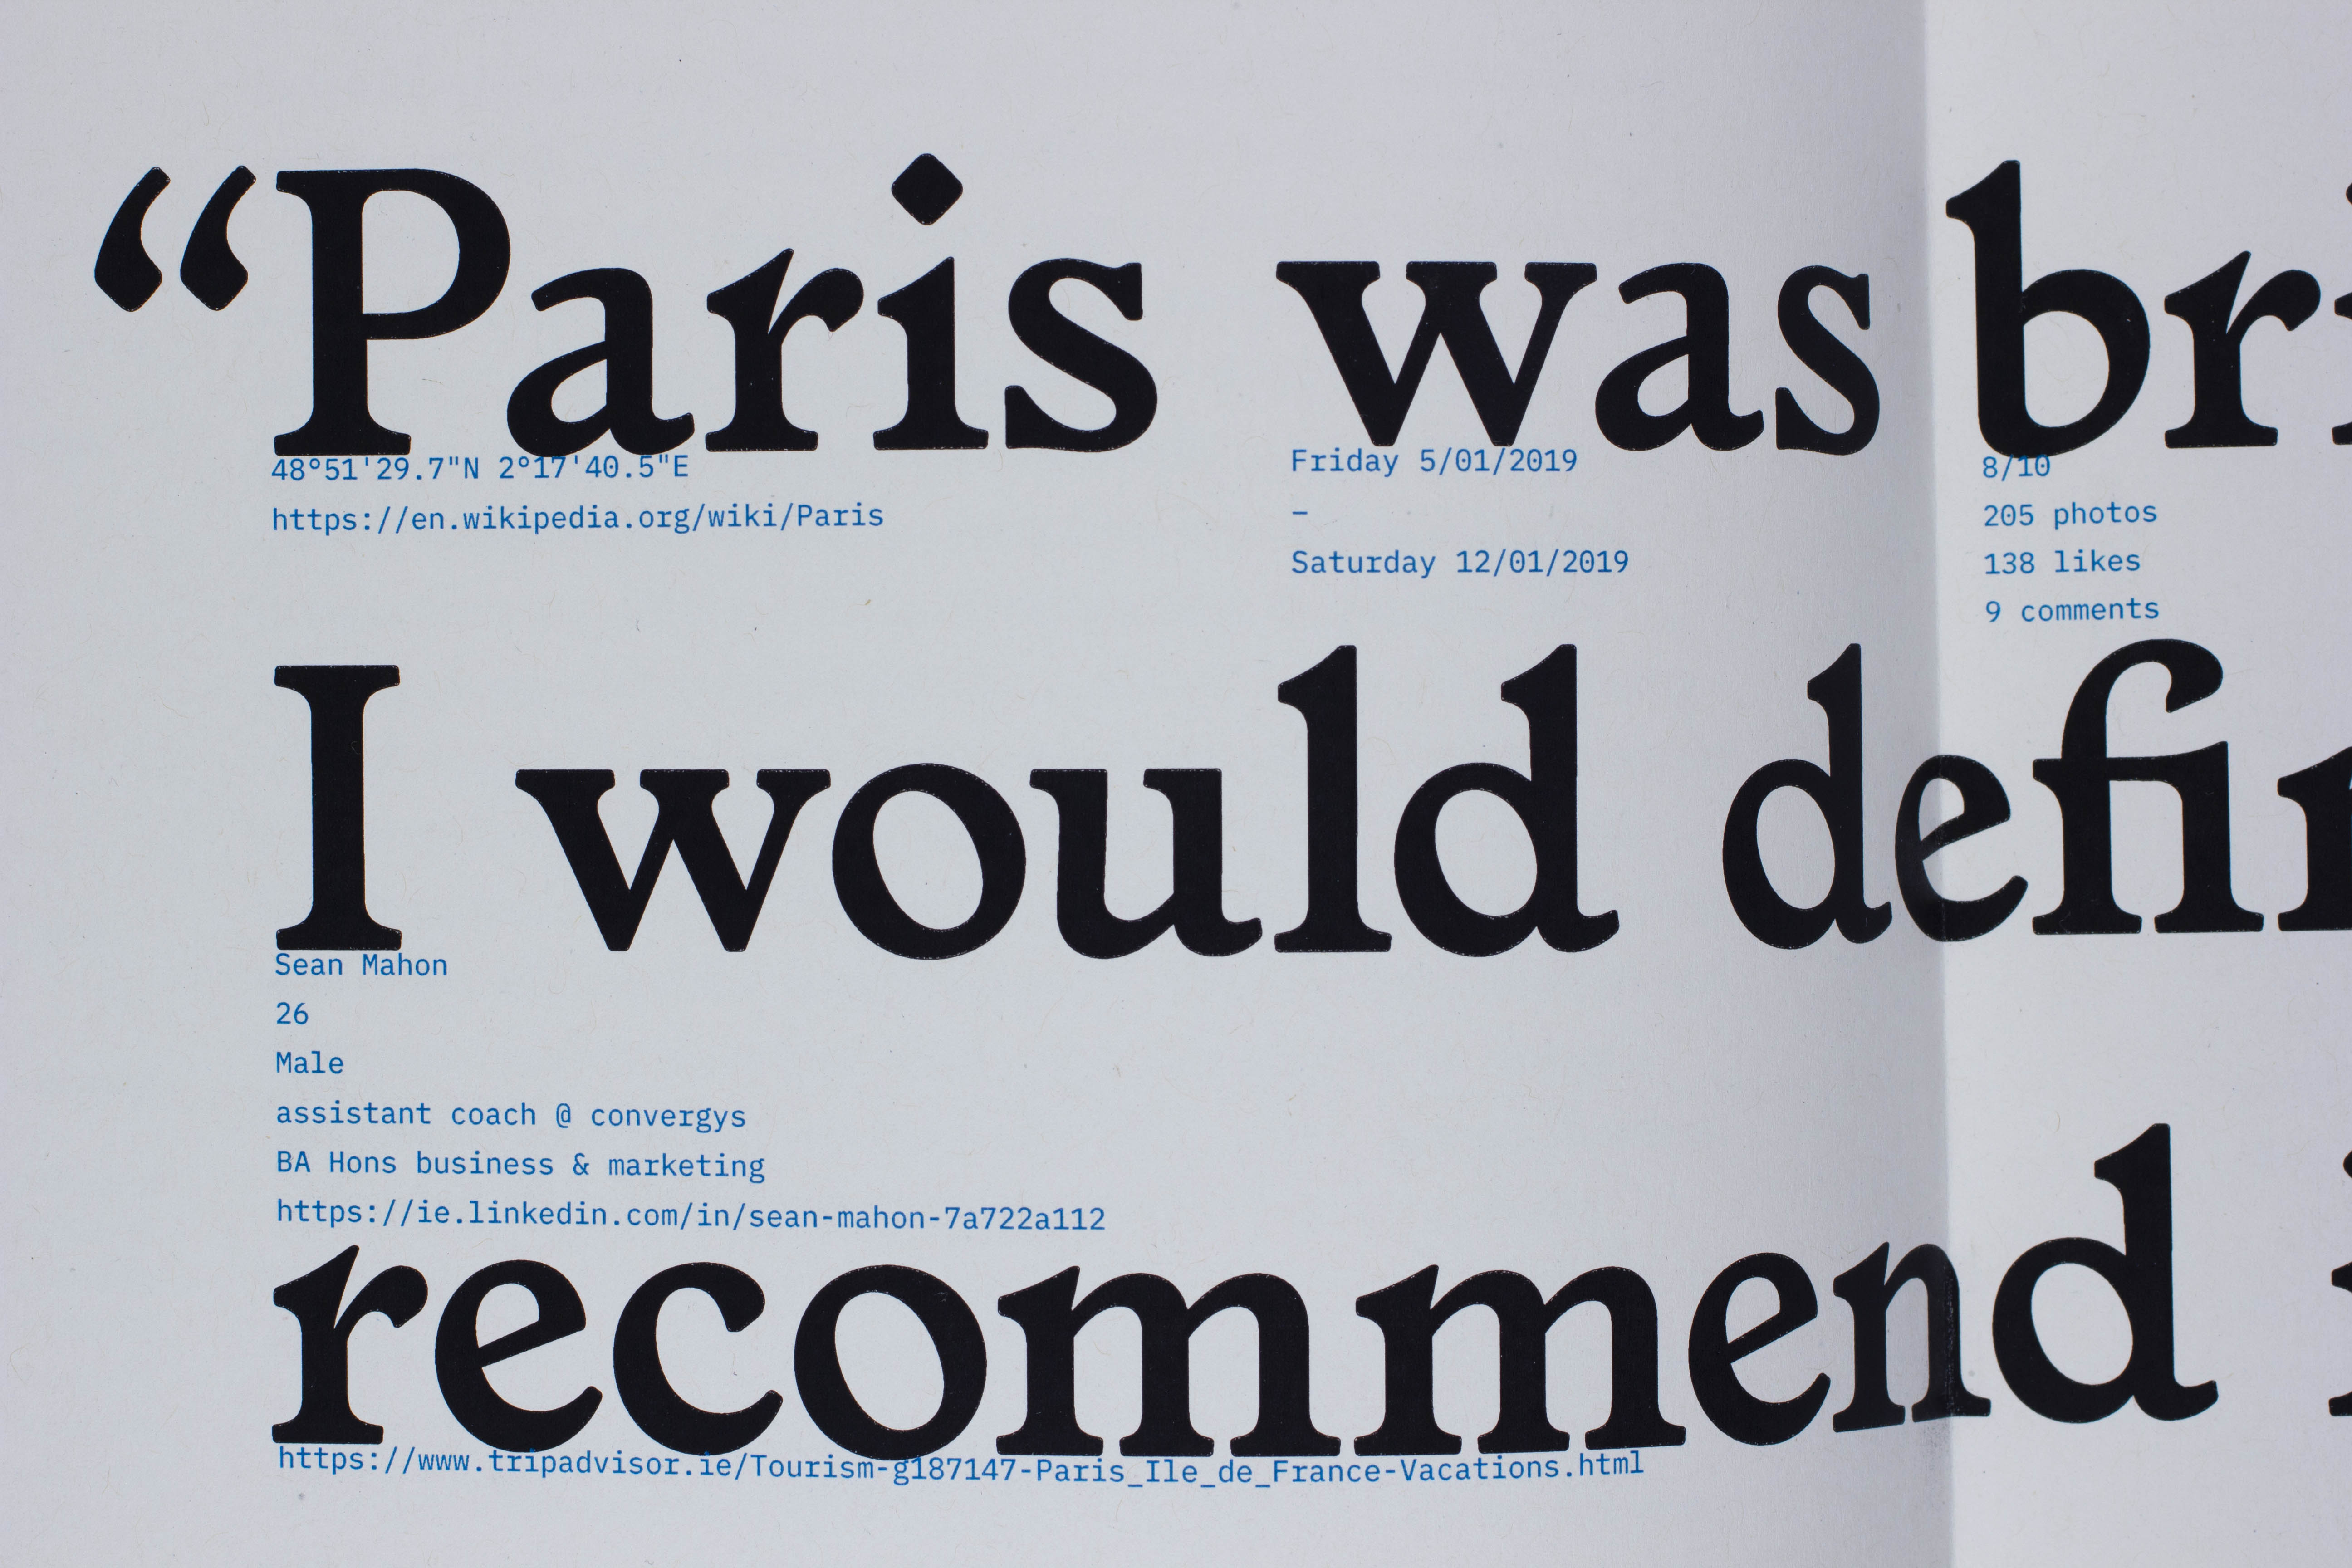 “Paris was bri
48°51'29.7"N 2°17'40.5"E
https://en.wikipedia.org/wiki/Paris
Friday 5/01/2019
–
Saturday 12/01/2019
8/10
205 photos
138 likes
9 comments
I would defin
Sean Mahon
26
Male
assistant coach @ convergys
BA Hons business & marketing
https://ie.linkedin.com/in/sean-mahon-7a722a112
recommend
https://www.tripadvisor.ie/Tourism-g187147-Paris_Ile_de_France-Vacations.html